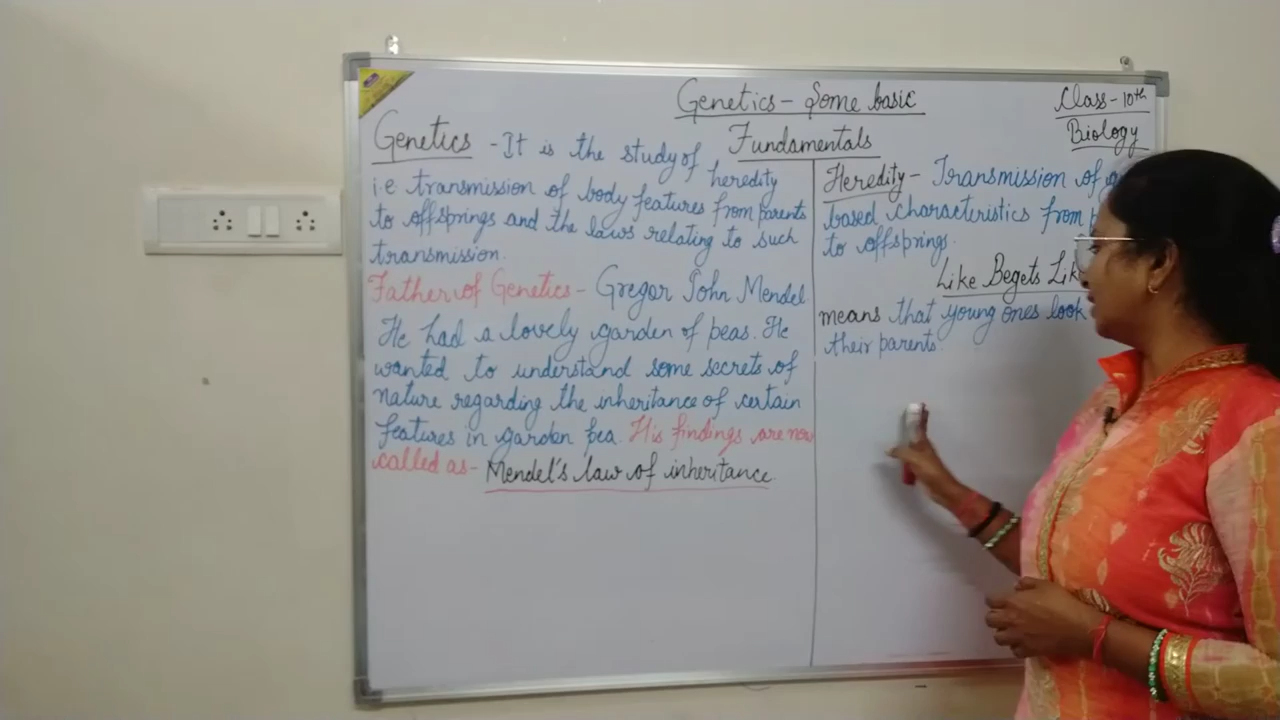 Genetics - Some basic
Fundamentals
Class - 10th
Biology
Genetics - It is the study of heredity
i.e transmission of body features from parents
to offsprings and the laws relating to such
transmission.
Father of Genetics - Gregor John Mendel
He had a lovely garden of peas. He
wanted to understand some secrets of
nature regarding the inheritance of certain
features in garden pea. His findings are now
called as - Mendel's law of inheritance.
Heredity - Transmission of
based characteristics from
to offsprings.
Like Begets
means that young ones look
their parents.